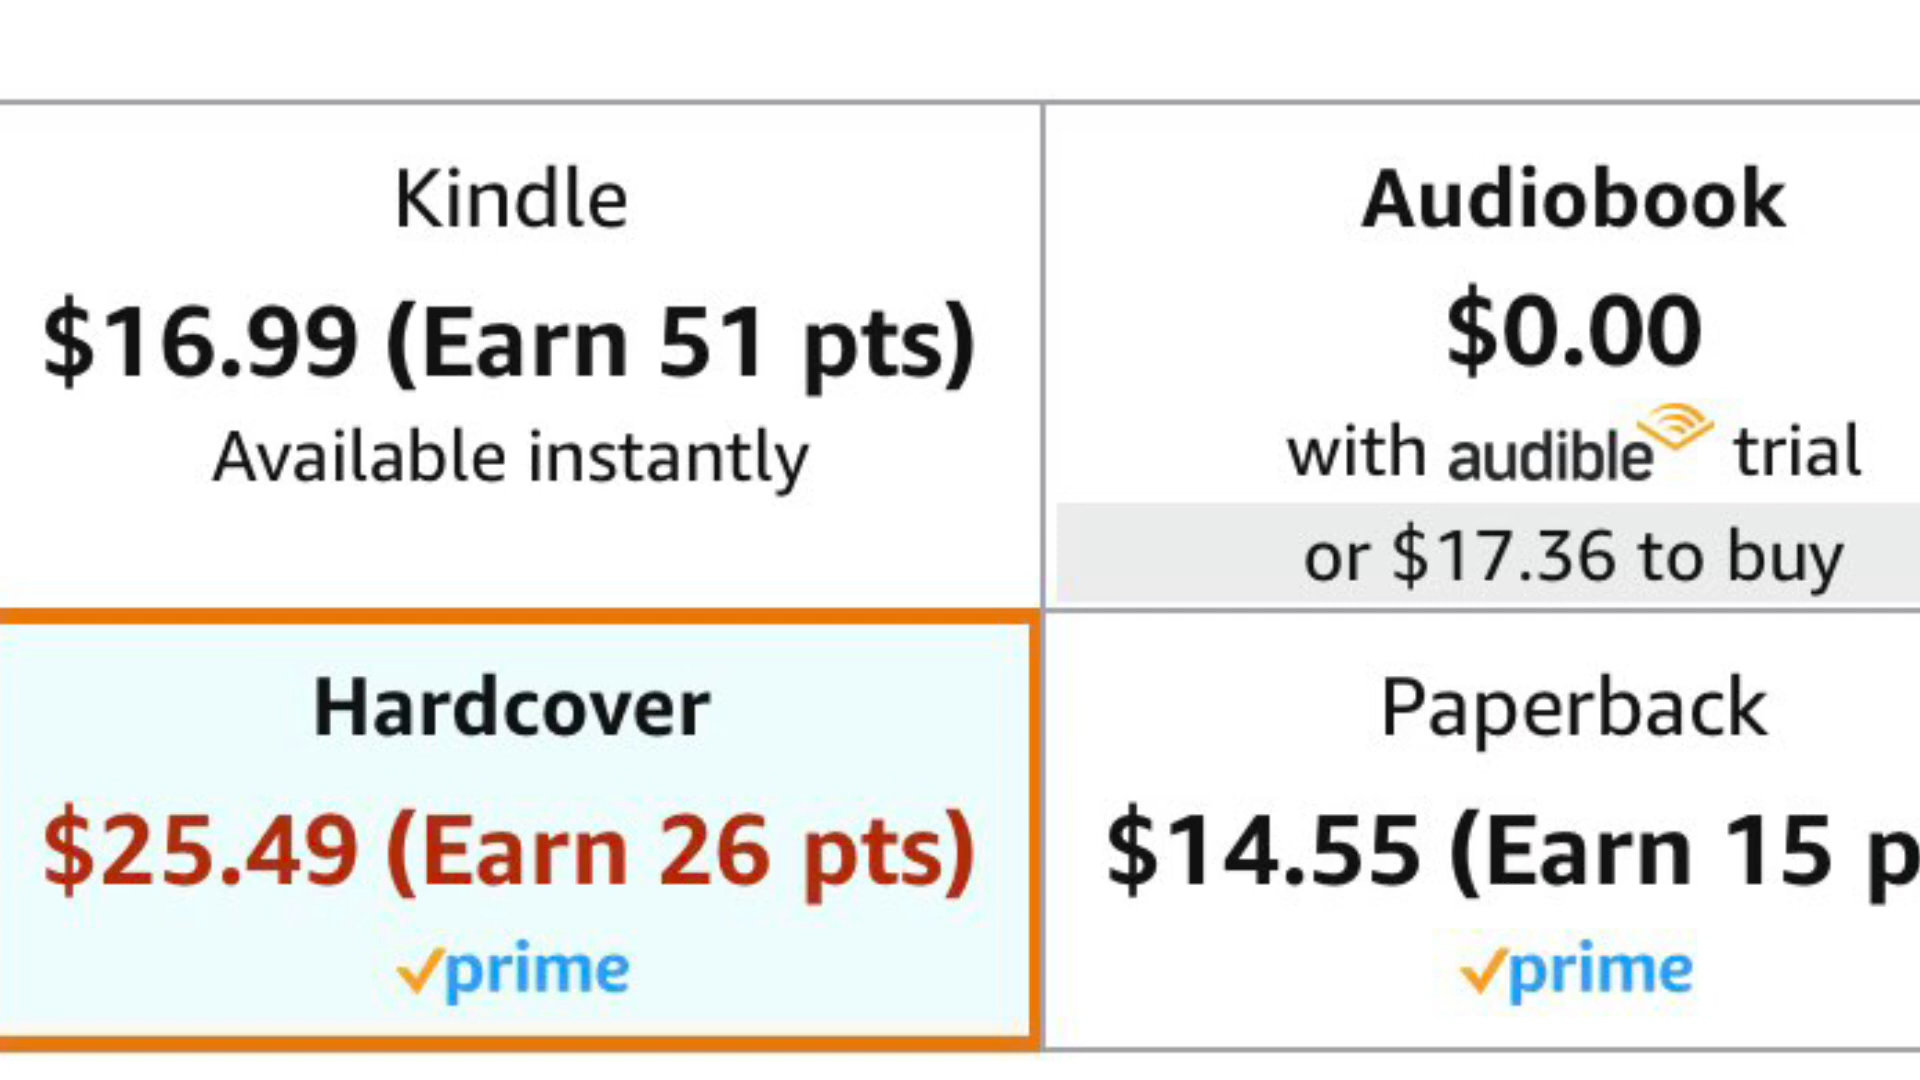 Kindle
$16.99 (Earn 51 pts)
Available instantly
Audiobook
$0.00
with audible trial
or $17.36 to buy
Hardcover
$25.49 (Earn 26 pts)
prime
Paperback
$14.55 (Earn 15 p
prime